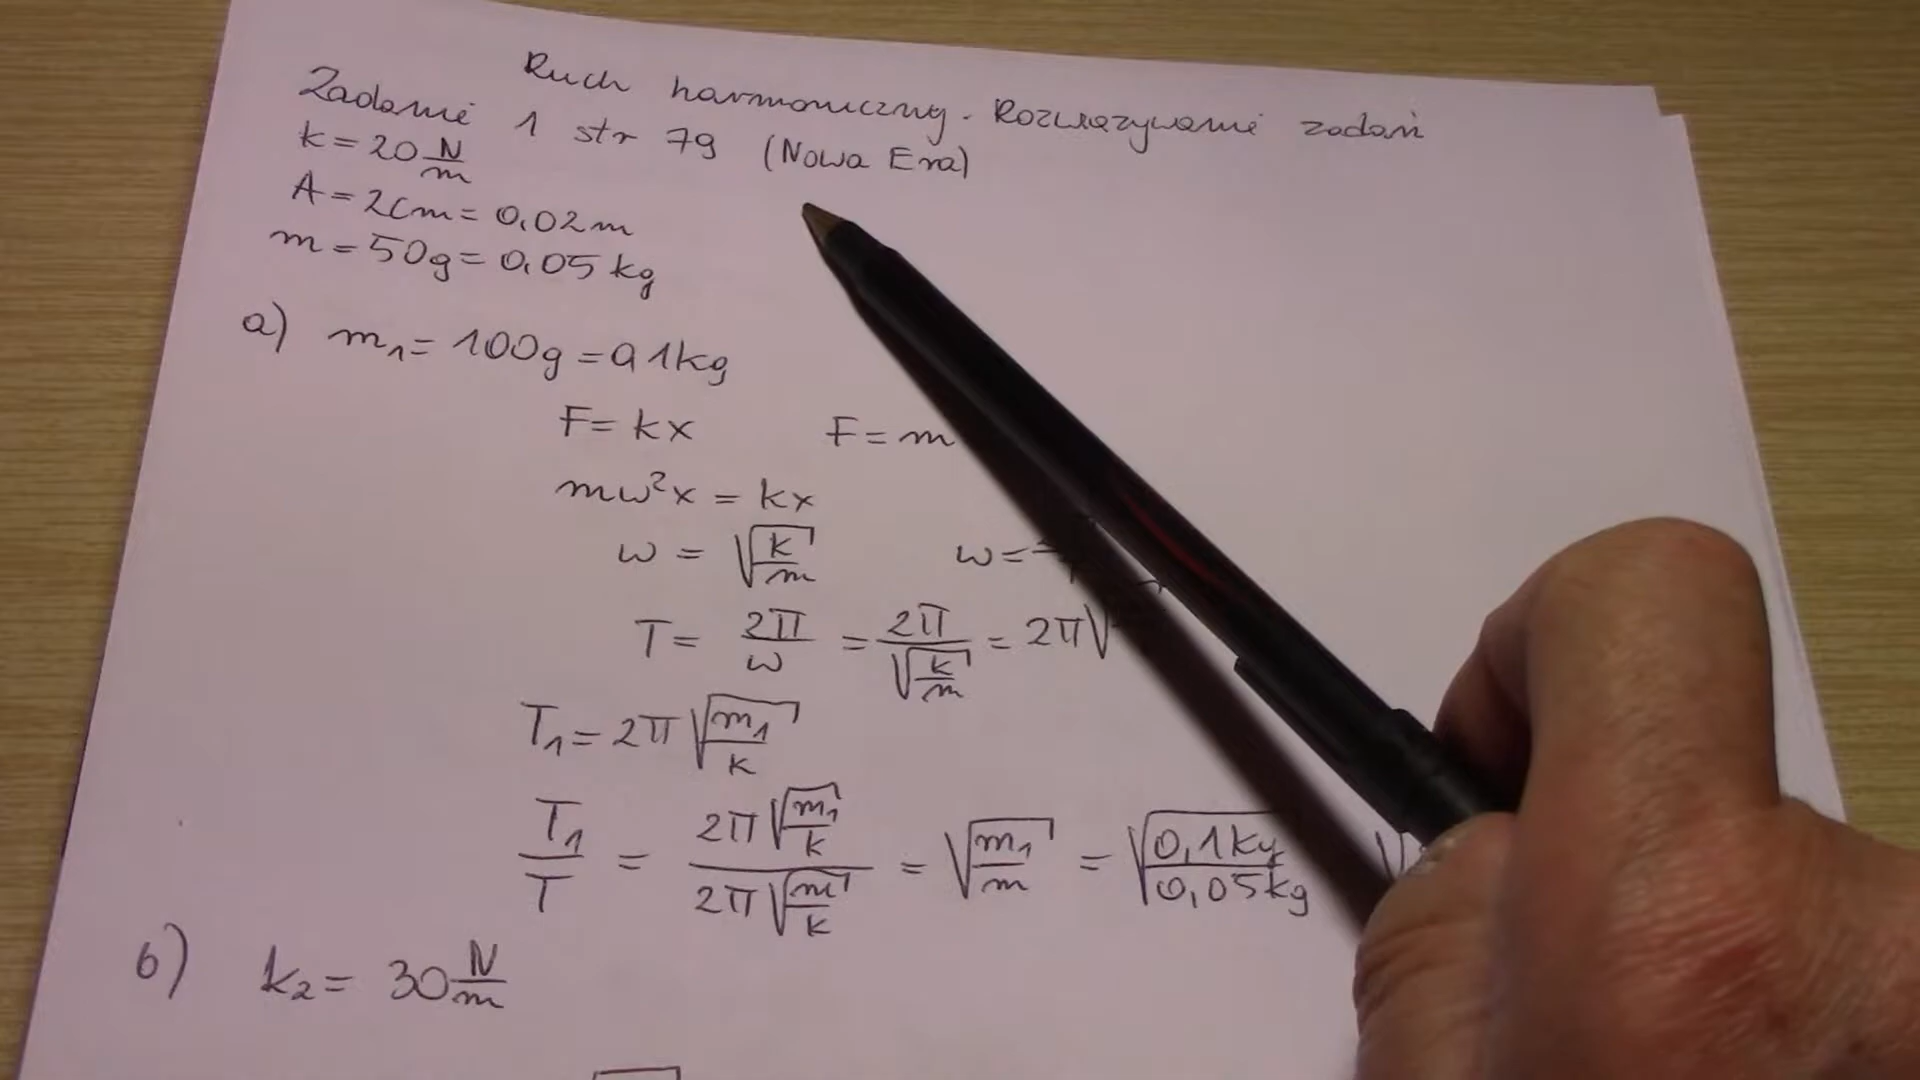 Ruch harmoniczny. Rozwiązywanie zadań
Zadanie 1 str 79 (Nowa Era)
k = 20 N/m
A = 2cm = 0,02m
m = 50g = 0,05 kg
a) m₁ = 100g = 0,1kg
F = kx F = m
mω²x = kx
ω = √(k/m) ω =
T = 2π/ω = 2π/√(k/m) = 2π√
T₁ = 2π√(m₁/k)
T₁/T = 2π√(m₁/k) / 2π√(m/k) = √(m₁/m) = √(0,1kg/0,05kg)
b) k₂ = 30 N/m